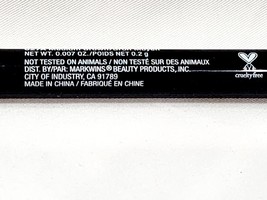 NET WT. 0.007 OZ./POIDS NET 0.2 g
NOT TESTED ON ANIMALS / NON TESTÉ SUR DES ANIMAUX
DIST. BY/PAR: MARKWINS® BEAUTY PRODUCTS, INC.
CITY OF INDUSTRY, CA 91789
MADE IN CHINA / FABRIQUÉ EN CHINE
crueltyfree